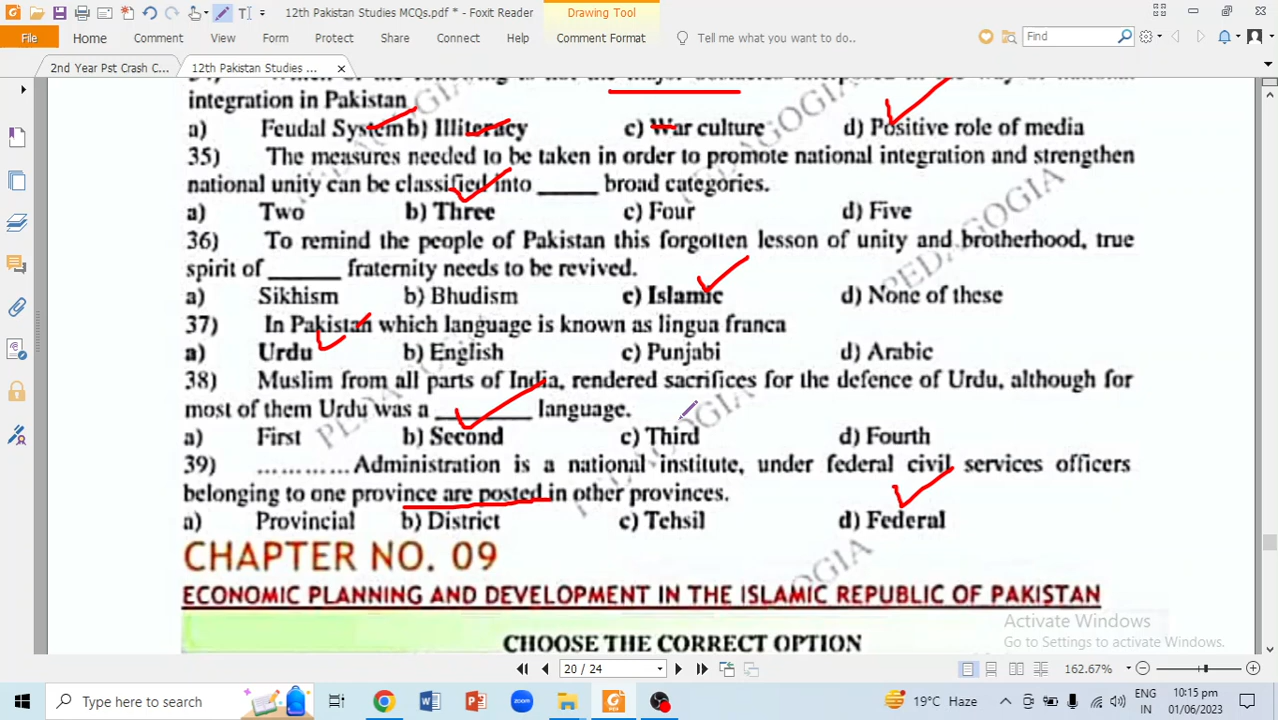 12th Pakistan Studies MCQs.pdf * - Foxit Reader
Drawing Tool
File Home Comment View Form Protect Share Connect Help Comment Format Tell me what you want to do.. Find
2nd Year Pst Crash C... 12th Pakistan Studies ...
integration in Pakistan
a) Feudal System b) Illiteracy c) War culture d) Positive role of media
35) The measures needed to be taken in order to promote national integration and strengthen
national unity can be classified into _____ broad categories.
a) Two b) Three c) Four d) Five
36) To remind the people of Pakistan this forgotten lesson of unity and brotherhood, true
spirit of ______ fraternity needs to be revived.
a) Sikhism b) Bhudism c) Islamic d) None of these
37) In Pakistan which language is known as lingua franca
a) Urdu b) English c) Punjabi d) Arabic
38) Muslim from all parts of India, rendered sacrifices for the defence of Urdu, although for
most of them Urdu was a ________ language.
a) First b) Second c) Third d) Fourth
39) ………… Administration is a national institute, under federal civil services officers
belonging to one province are posted in other provinces.
a) Provincial b) District c) Tehsil d) Federal
CHAPTER NO. 09
ECONOMIC PLANNING AND DEVELOPMENT IN THE ISLAMIC REPUBLIC OF PAKISTAN
CHOOSE THE CORRECT OPTION
Activate Windows
Go to Settings to activate Windows.
20 / 24 162.67%
Type here to search
19°C Haze
ENG
IN
10:15 pm
01/06/2023